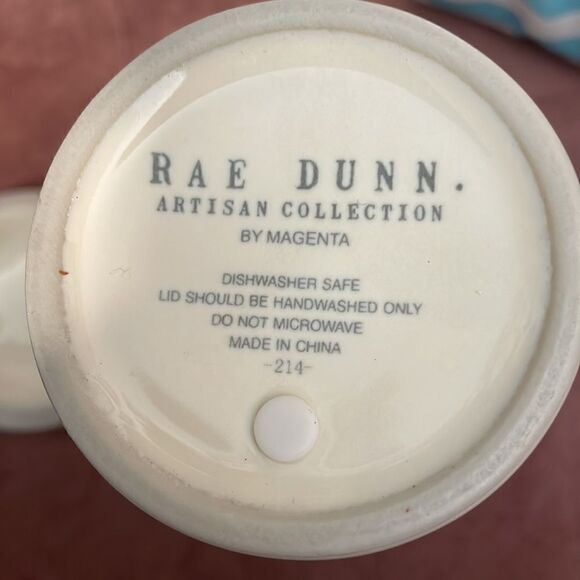 RAE DUNN.
ARTISAN COLLECTION
BY MAGENTA
DISHWASHER SAFE
LID SHOULD BE HANDWASHED ONLY
DO NOT MICROWAVE
MADE IN CHINA
-214-